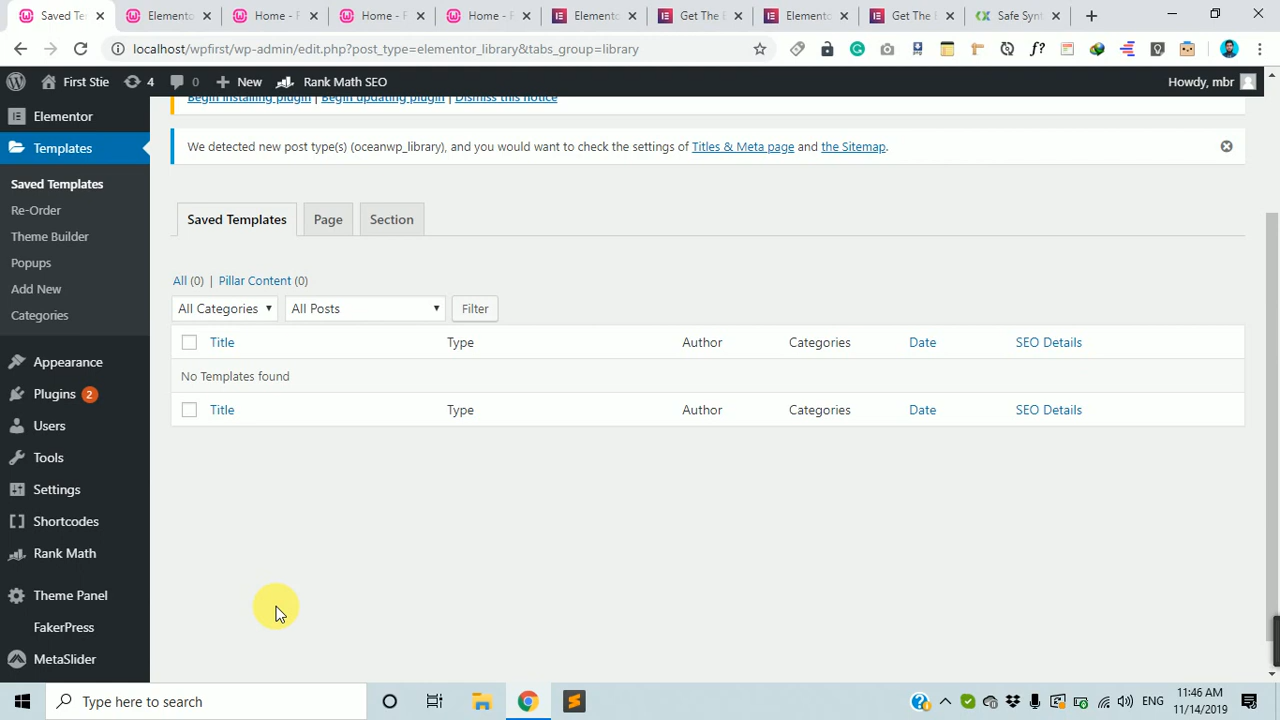 Saved Te
Elemento
Home - F
Home - F
Home - F
Elemento
Get The
Elemento
Get The E
Safe Synt
localhost/wpfirst/wp-admin/edit.php?post_type=elementor_library&tabs_group=library
First Stie
4
0
New
Rank Math SEO
Howdy, mbr
Elementor
Templates
Saved Templates
Re-Order
Theme Builder
Popups
Add New
Categories
Appearance
Plugins 2
Users
Tools
Settings
Shortcodes
Rank Math
Theme Panel
FakerPress
MetaSlider
Begin installing plugin | Begin updating plugin | Dismiss this notice
We detected new post type(s) (oceanwp_library), and you would want to check the settings of Titles & Meta page and the Sitemap.
Saved Templates
Page
Section
All (0) | Pillar Content (0)
All Categories
All Posts
Filter
Title Type Author Categories Date SEO Details
No Templates found
Title Type Author Categories Date SEO Details
Type here to search
ENG
11:46 AM
11/14/2019